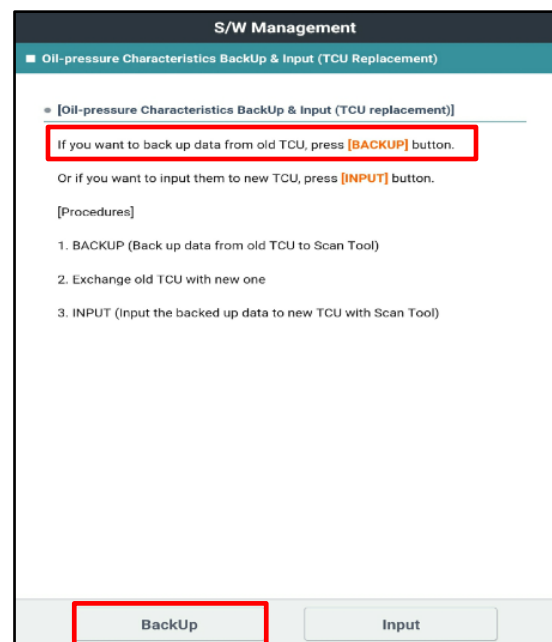 S/W Management
Oil-pressure Characteristics BackUp & Input (TCU Replacement)
[Oil-pressure Characteristics BackUp & Input (TCU replacement)]
If you want to back up data from old TCU, press [BACKUP] button.
Or if you want to input them to new TCU, press [INPUT] button.
[Procedures]
1. BACKUP (Back up data from old TCU to Scan Tool)
2. Exchange old TCU with new one
3. INPUT (Input the backed up data to new TCU with Scan Tool)
BackUp
Input